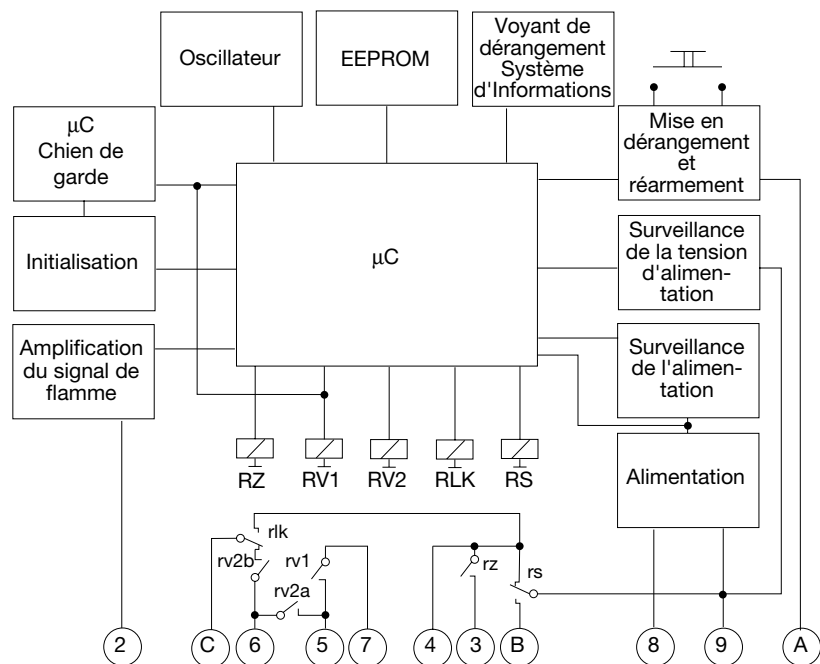 Oscillateur
EEPROM
Voyant de
dérangement
Système
d'Informations
µC
Chien de
garde
Mise en
dérangement
et
réarmement
Initialisation
µC
Surveillance
de la tension
d'alimen-
tation
Amplification
du signal de
flamme
Surveillance
de l'alimen-
tation
RZ
RV1
RV2
RLK
RS
Alimentation
rlk
rv2b
rv1
rv2a
rz
rs
2
C
6
5
7
4
3
B
8
9
A